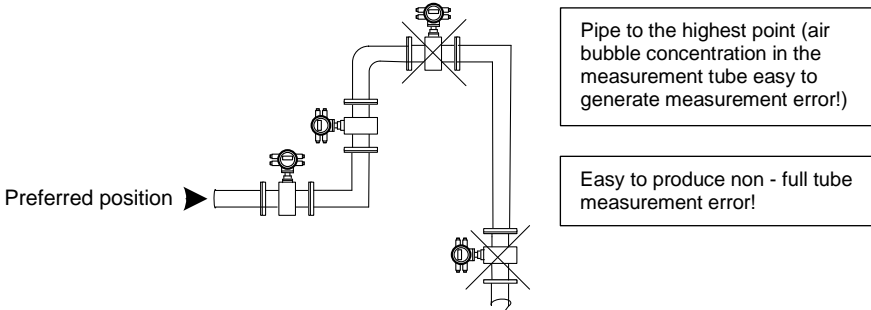 Pipe to the highest point (air
bubble concentration in the
measurement tube easy to
generate measurement error!)
Easy to produce non - full tube
measurement error!
Preferred position